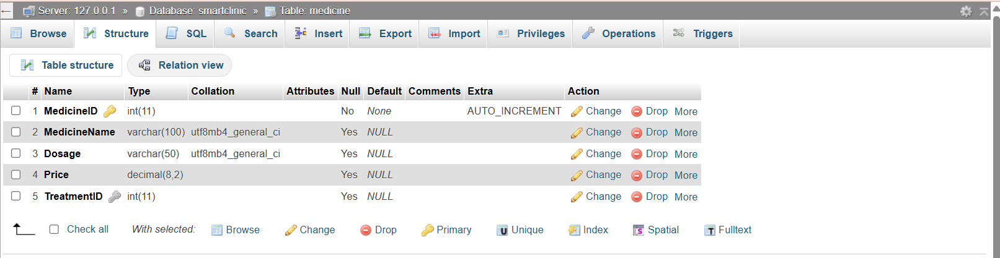 ← Server: 127.0.0.1 » Database: smartclinic » Table: medicine
Browse Structure SQL Search Insert Export Import Privileges Operations Triggers
Table structure Relation view
# Name Type Collation Attributes Null Default Comments Extra Action
1 MedicineID int(11) No None AUTO_INCREMENT Change Drop More
2 MedicineName varchar(100) utf8mb4_general_ci Yes NULL Change Drop More
3 Dosage varchar(50) utf8mb4_general_ci Yes NULL Change Drop More
4 Price decimal(8,2) Yes NULL Change Drop More
5 TreatmentID int(11) Yes NULL Change Drop More
Check all With selected: Browse Change Drop Primary Unique Index Spatial Fulltext